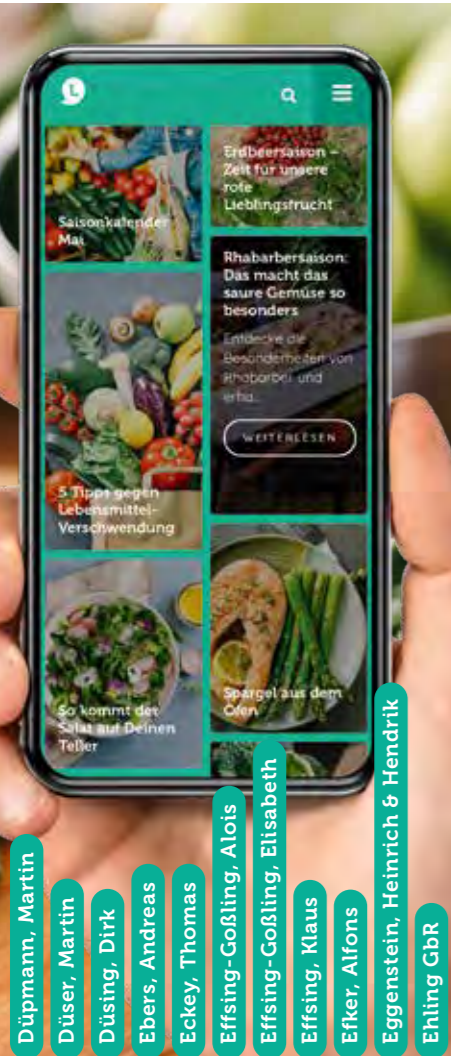 L
Saisonkalender
Mai
5 Tipps gegen
Lebensmittel-
Verschwendung
So kommt der
Salat auf Deinen
Teller
Erdbeersaison –
Zeit für unsere
rote
Lieblingsfrucht
Rhabarbersaison:
Das macht das
saure Gemüse so
besonders
Entdecke die
Besonderheiten von
Rhabarber und
erha...
WEITERLESEN
Spargel aus dem
Ofen
Düpmann, Martin
Düser, Martin
Düsing, Dirk
Ebers, Andreas
Eckey, Thomas
Effsing-Goßling, Alois
Effsing-Goßling, Elisabeth
Effsing, Klaus
Efker, Alfons
Eggenstein, Heinrich & Hendrik
Ehling GbR